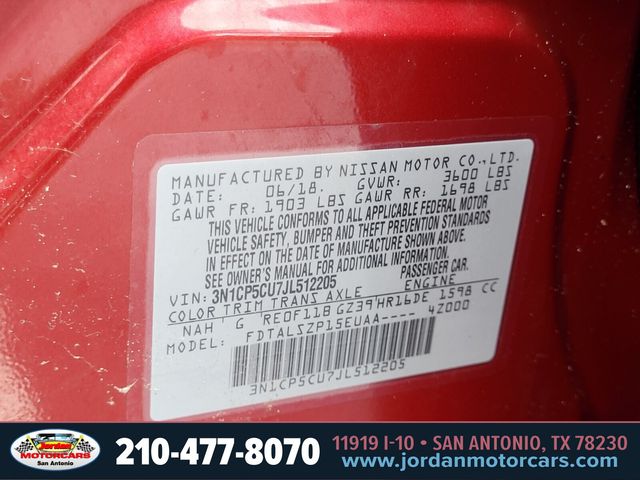 MANUFACTURED BY NISSAN MOTOR CO.,LTD.
DATE: 06/18. GVWR: 3600 LBS
GAWR FR: 1903 LBS GAWR RR: 1698 LBS
THIS VEHICLE CONFORMS TO ALL APPLICABLE FEDERAL MOTOR
VEHICLE SAFETY, BUMPER AND THEFT PREVENTION STANDARDS
IN EFFECT ON THE DATE OF MANUFACTURE SHOWN ABOVE.
SEE OWNER'S MANUAL FOR ADDITIONAL INFORMATION.
VIN: 3N1CP5CU7JL512205 PASSENGER CAR.
COLOR TRIM TRANS AXLE ENGINE
NAH G RE0F11B GZ39 HR16DE 1598 CC
MODEL: FDTALSZP15EUAA---- 4Z000
3N1CP5CU7JL512205
Jordan
MOTORCARS
San Antonio
210-477-8070
11919 I-10 • SAN ANTONIO, TX 78230
www.jordanmotorcars.com